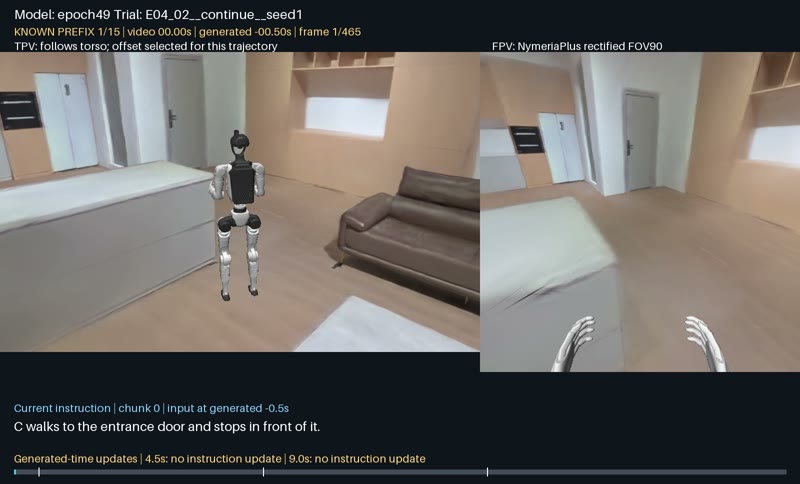 Model: epoch49 Trial: E04_02__continue__seed1
KNOWN PREFIX 1/15 | video 00.00s | generated -00.50s | frame 1/465
TPV: follows torso; offset selected for this trajectory
FPV: NymeriaPlus rectified FOV90
Current instruction | chunk 0 | input at generated -0.5s
C walks to the entrance door and stops in front of it.
Generated-time updates | 4.5s: no instruction update | 9.0s: no instruction update